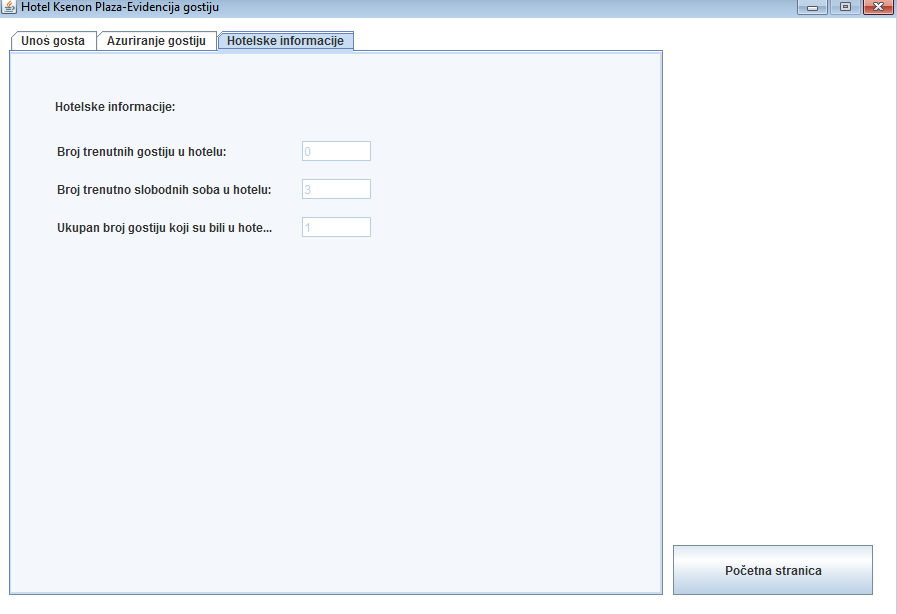 Hotel Ksenon Plaza-Evidencija gostiju
Unos gosta
Azuriranje gostiju
Hotelske informacije
Hotelske informacije:
Broj trenutnih gostiju u hotelu:
0
Broj trenutno slobodnih soba u hotelu:
3
Ukupan broj gostiju koji su bili u hote...
1
Početna stranica